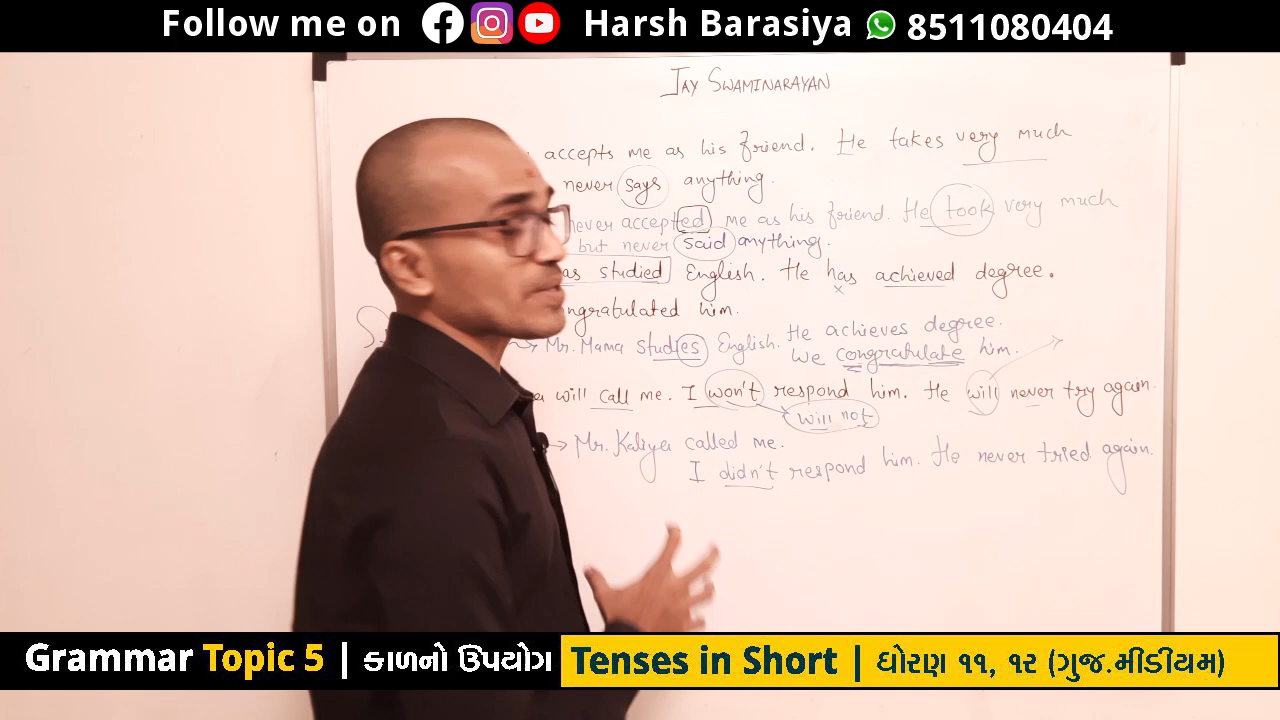 Follow me on Harsh Barasiya 8511080404
JAY SWAMINARAYAN
accepts me as his friend. He takes very much
never says anything.
never accepted me as his friend. He took very much
but never said anything.
as studied English. He has achieved degree.
x
ngratulated him.
Mr. Mama studies English. He achieves degree.
We congratulate him.
will call me. I won't respond him. He will never try again.
will not
→ Mr. Kaliya called me.
I didn't respond him. He never tried again.
Grammar Topic 5 | કાળનો ઉપયોગ Tenses in Short | ધોરણ ૧૧, ૧૨ (ગુજ.મીડીયમ)